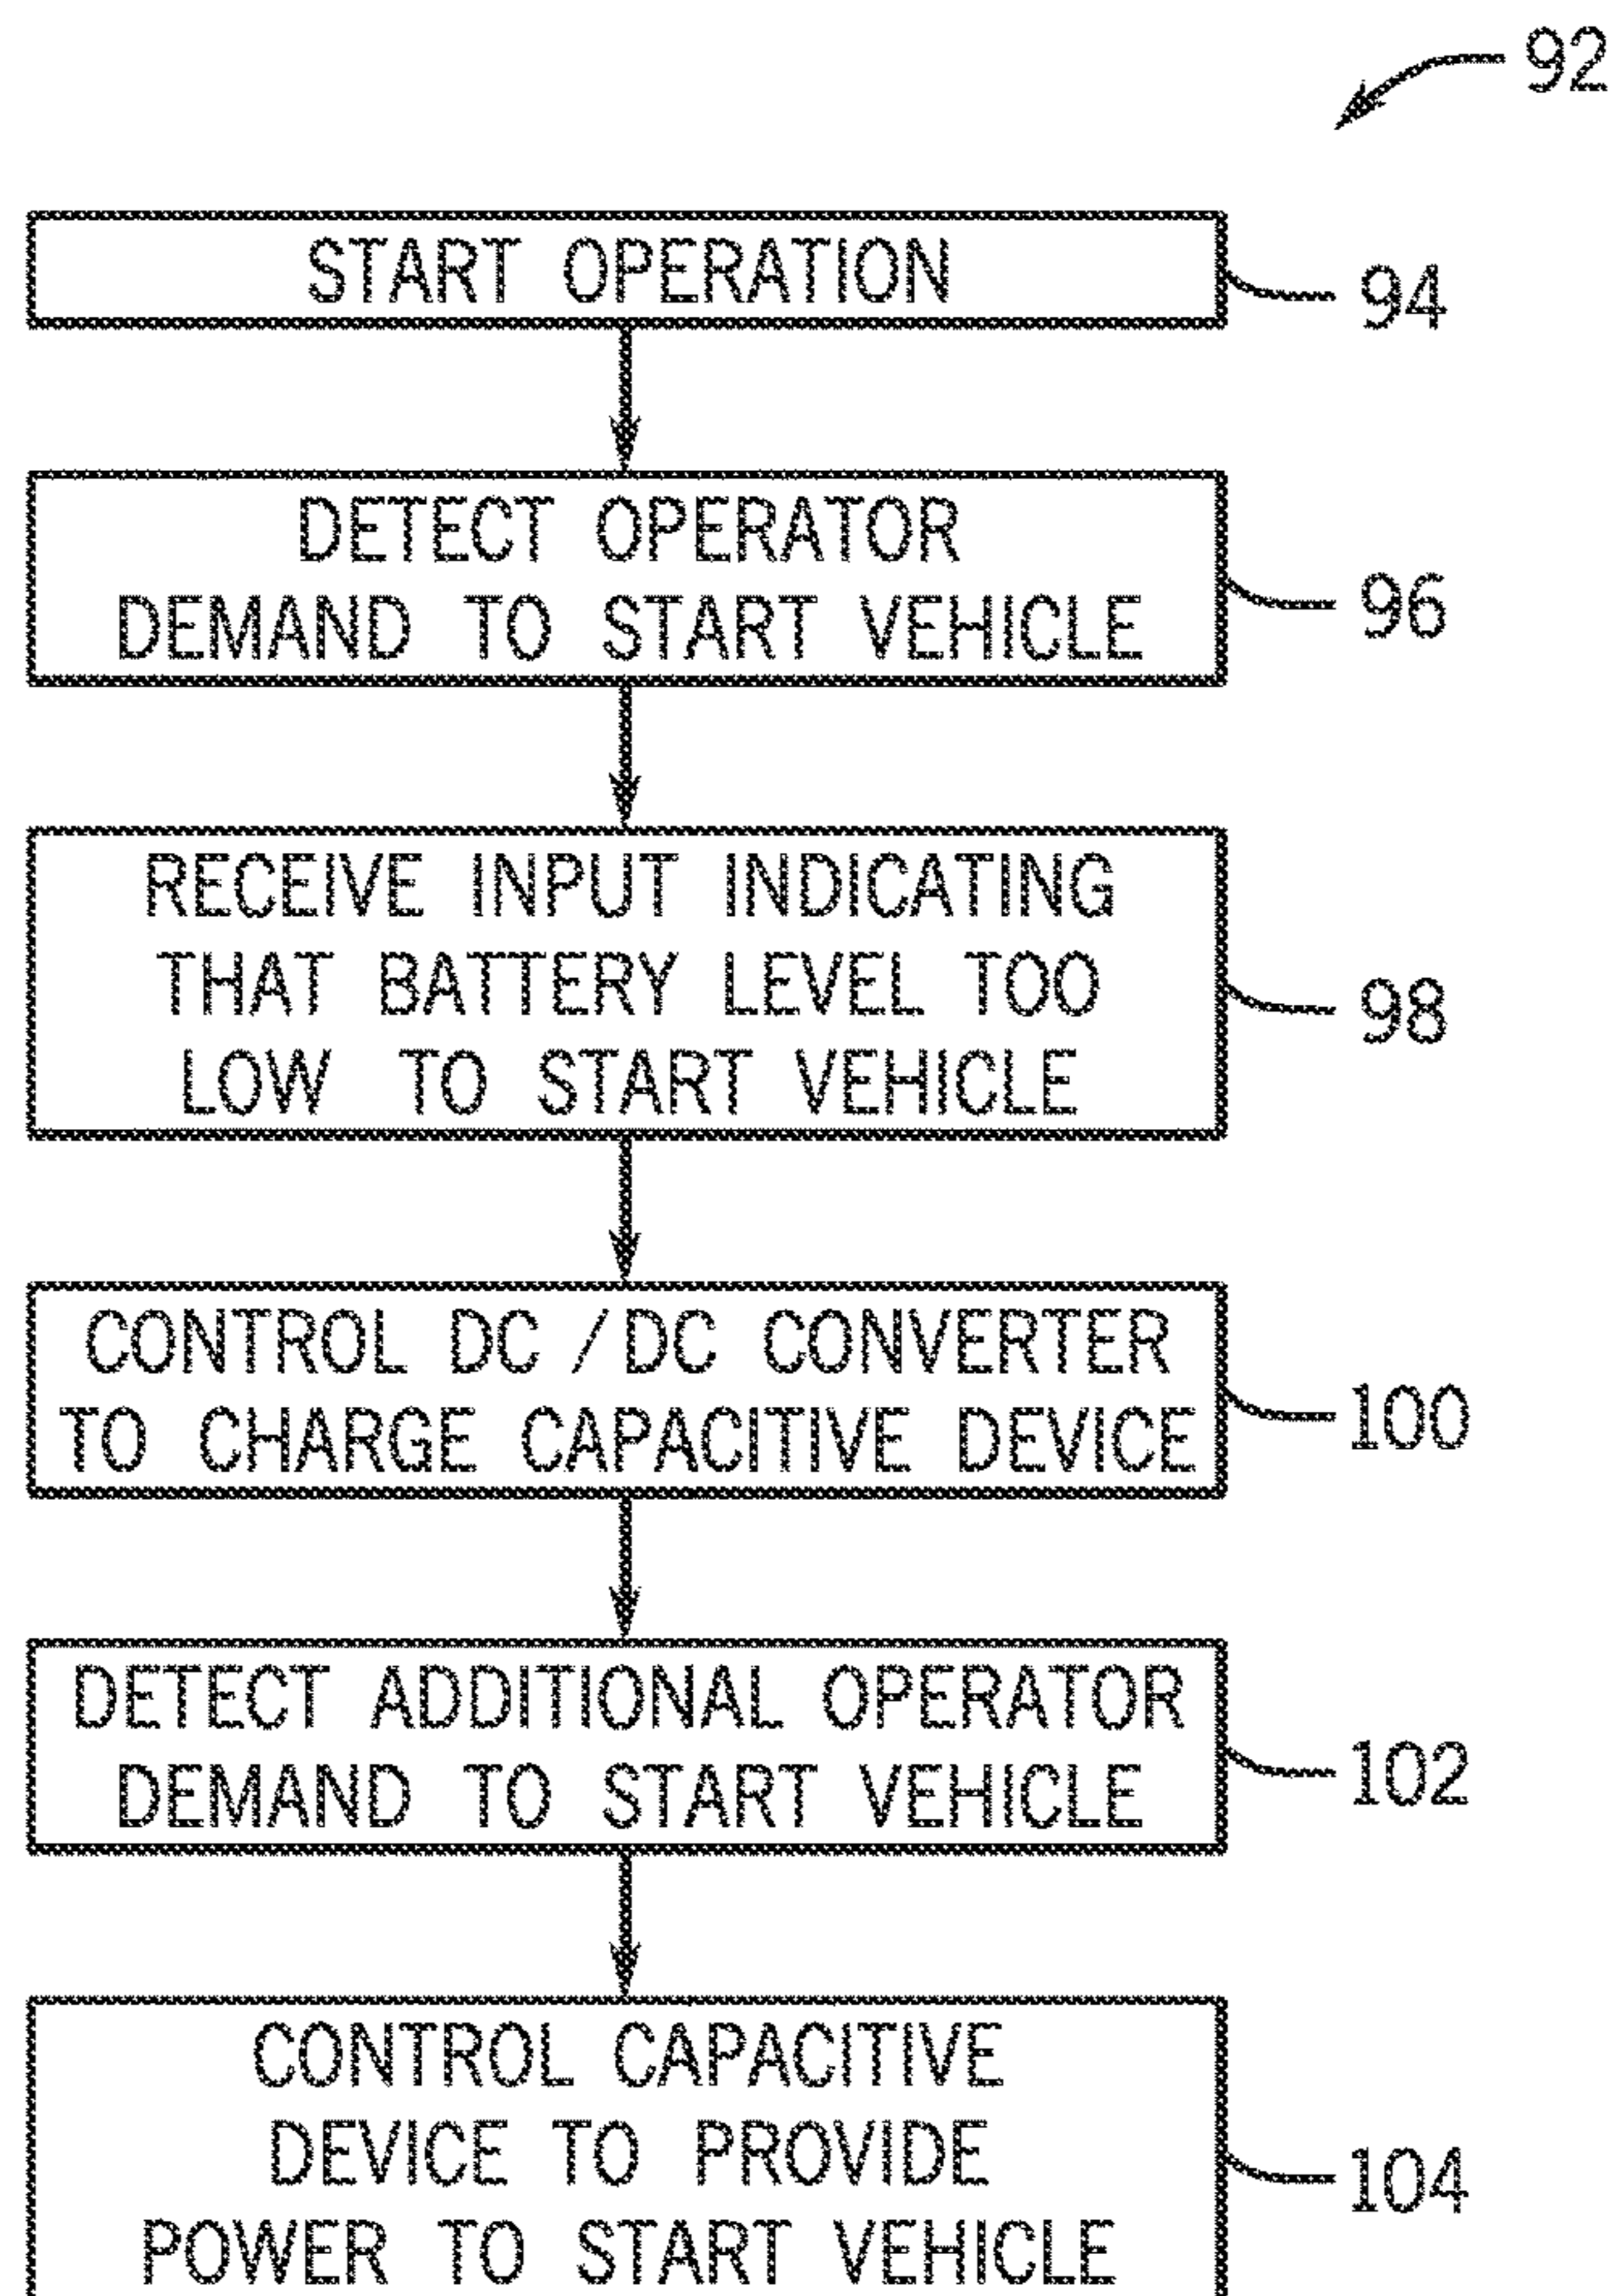 92
START OPERATION
94
DETECT OPERATOR
DEMAND TO START VEHICLE
96
RECEIVE INPUT INDICATING
THAT BATTERY LEVEL TOO
LOW TO START VEHICLE
98
CONTROL DC / DC CONVERTER
TO CHARGE CAPACITIVE DEVICE
100
DETECT ADDITIONAL OPERATOR
DEMAND TO START VEHICLE
102
CONTROL CAPACITIVE
DEVICE TO PROVIDE
POWER TO START VEHICLE
104